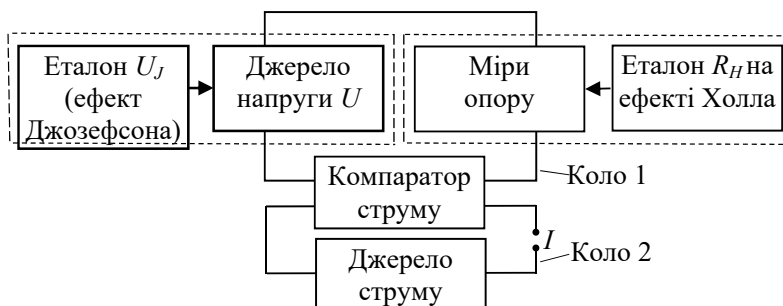 Еталон U_J
(ефект
Джозефсона)
Джерело
напруги U
Міри
опору
Еталон R_H на
ефекті Холла
Компаратор
струму
Коло 1
I
Коло 2
Джерело
струму